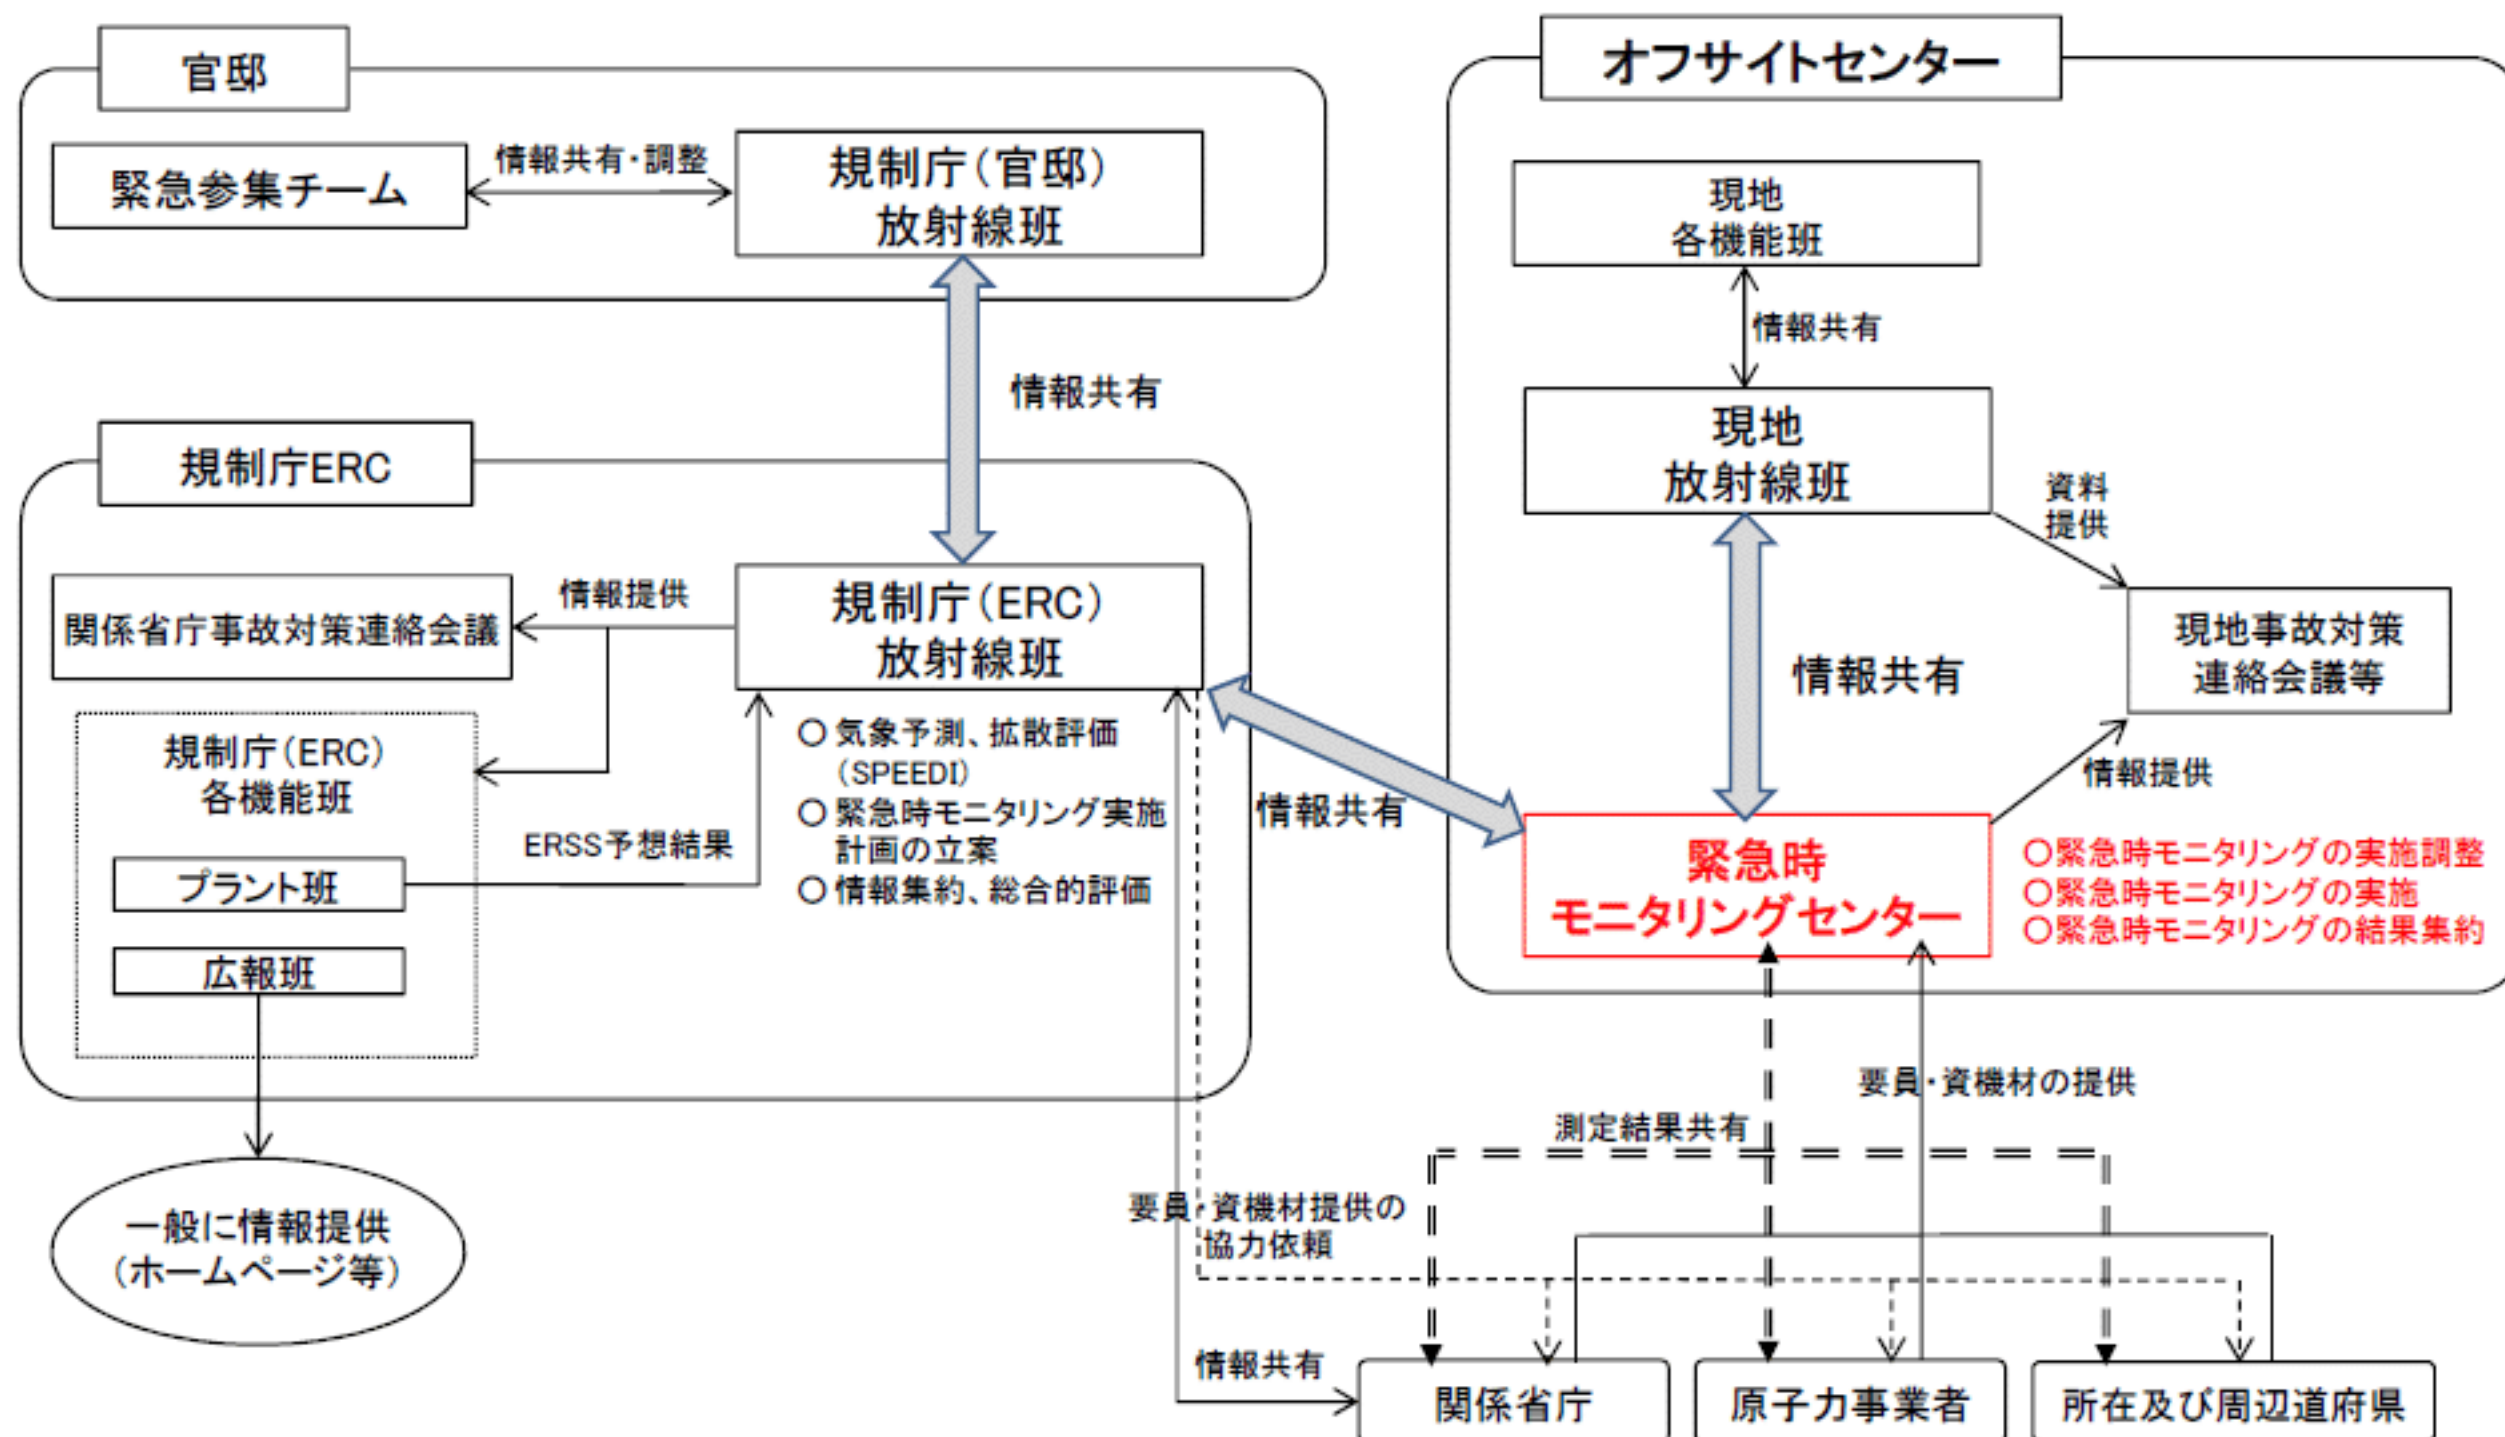 官邸
緊急参集チーム
情報共有・調整
規制庁（官邸）
放射線班
情報共有
規制庁ERC
関係省庁事故対策連絡会議
情報提供
規制庁（ERC）
放射線班
規制庁（ERC）
各機能班
プラント班
広報班
ERSS予想結果
○ 気象予測、拡散評価
（SPEEDI）
○ 緊急時モニタリング実施
計画の立案
○ 情報集約、総合的評価
一般に情報提供
（ホームページ等）
情報共有
オフサイトセンター
現地
各機能班
情報共有
現地
放射線班
資料
提供
現地事故対策
連絡会議等
情報共有
情報提供
緊急時
モニタリングセンター
○緊急時モニタリングの実施調整
○緊急時モニタリングの実施
○緊急時モニタリングの結果集約
要員・資機材の提供
測定結果共有
要員・資機材提供の
協力依頼
情報共有
関係省庁
原子力事業者
所在及び周辺道府県